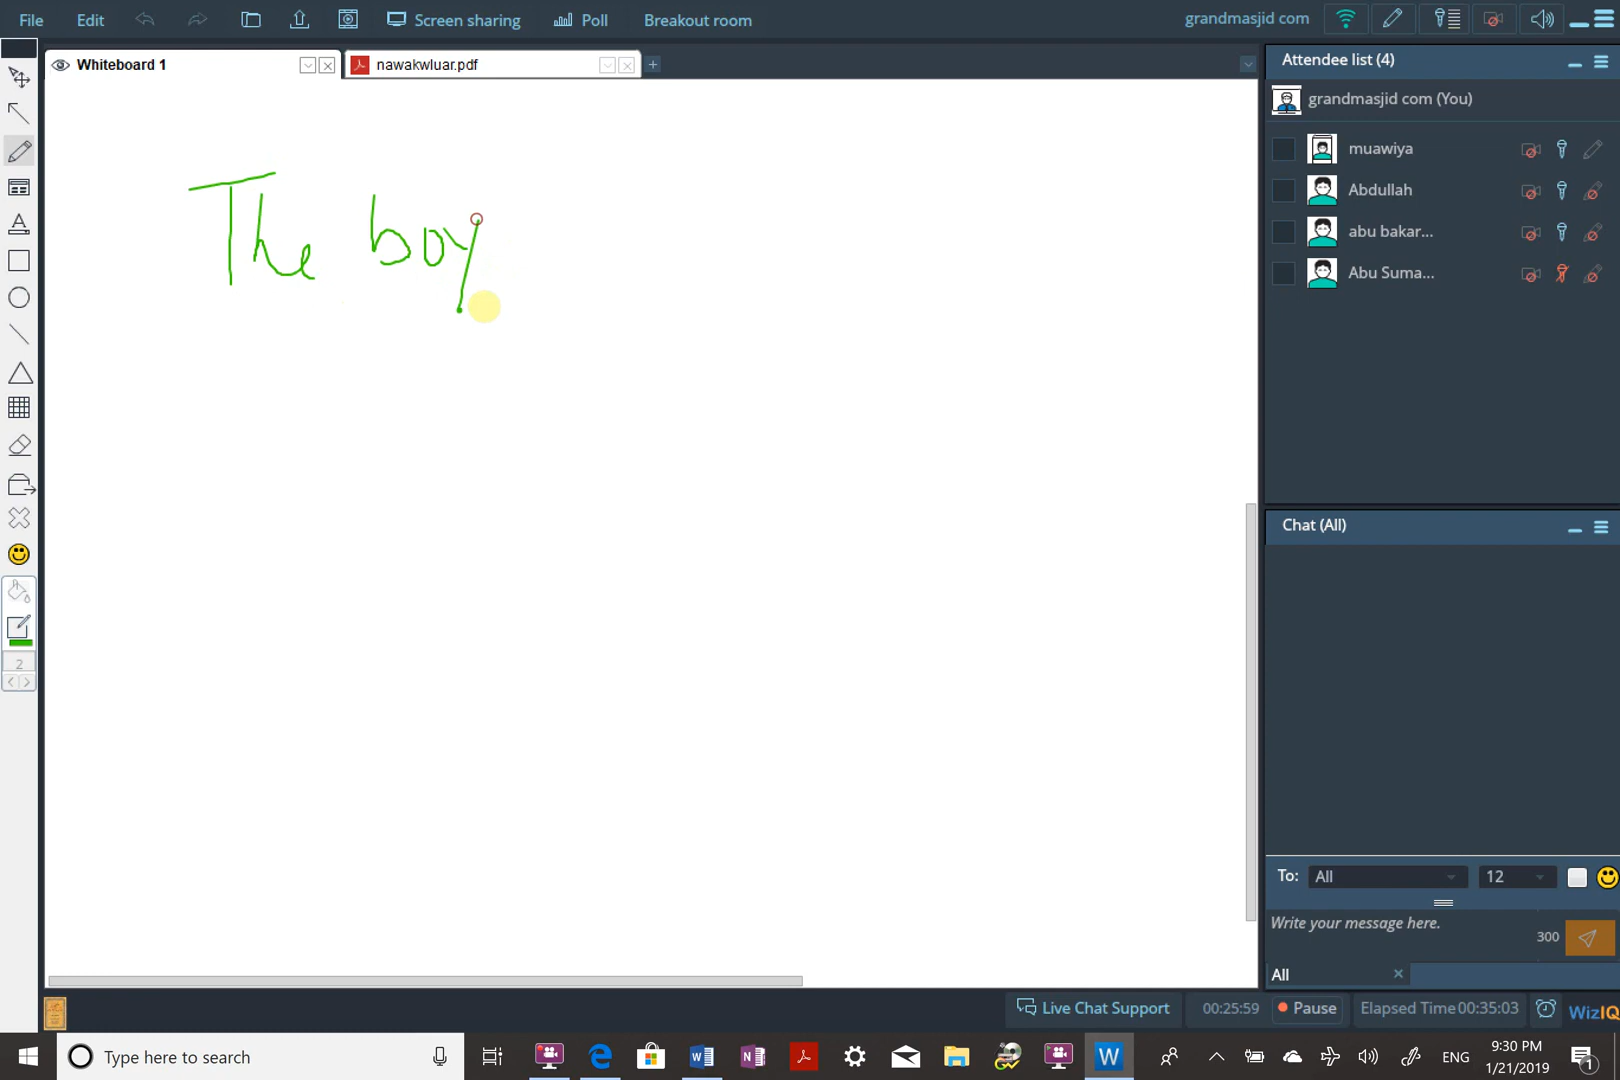 File Edit Screen sharing Poll Breakout room grandmasjid com
Whiteboard 1 nawakwluar.pdf
Attendee list (4)
grandmasjid com (You)
muawiya
Abdullah
abu bakar...
Abu Suma...
The boy
2
Chat (All)
To: All 12
Write your message here. 300
All
Live Chat Support 00:25:59 Pause Elapsed Time 00:35:03 WizIQ
Type here to search ENG 9:30 PM
1/21/2019 1